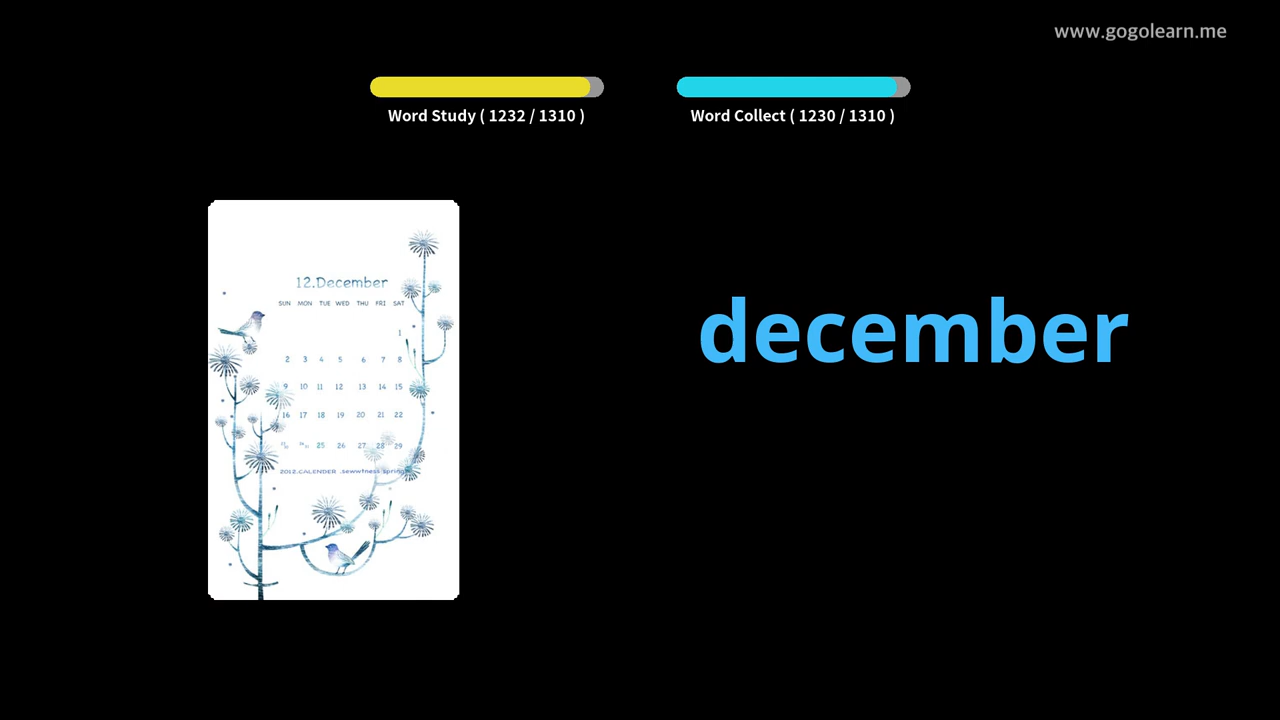 www.gogolearn.me
Word Study ( 1232 / 1310 )
Word Collect ( 1230 / 1310 )
12.December
SUN MON TUE WED THU FRI SAT
1
2 3 4 5 6 7 8
9 10 11 12 13 14 15
16 17 18 19 20 21 22
25 26 27 28 29
2012.CALENDER .sewwtness spring
december